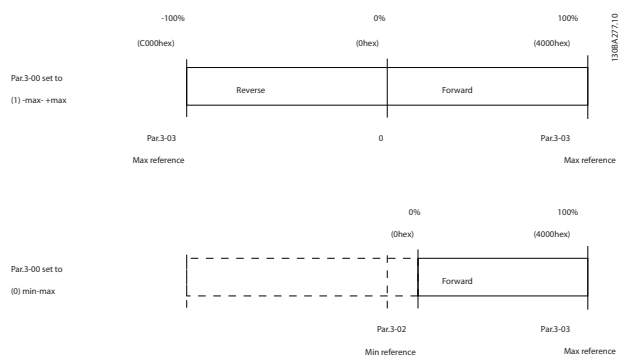 -100% 0% 100%
(C000hex) (0hex) (4000hex)
130BA277.10
Par.3-00 set to
(1) -max- +max
Reverse Forward
Par.3-03 0 Par.3-03
Max reference Max reference
0% 100%
(0hex) (4000hex)
Par.3-00 set to
(0) min-max
Forward
Par.3-02 Par.3-03
Min reference Max reference